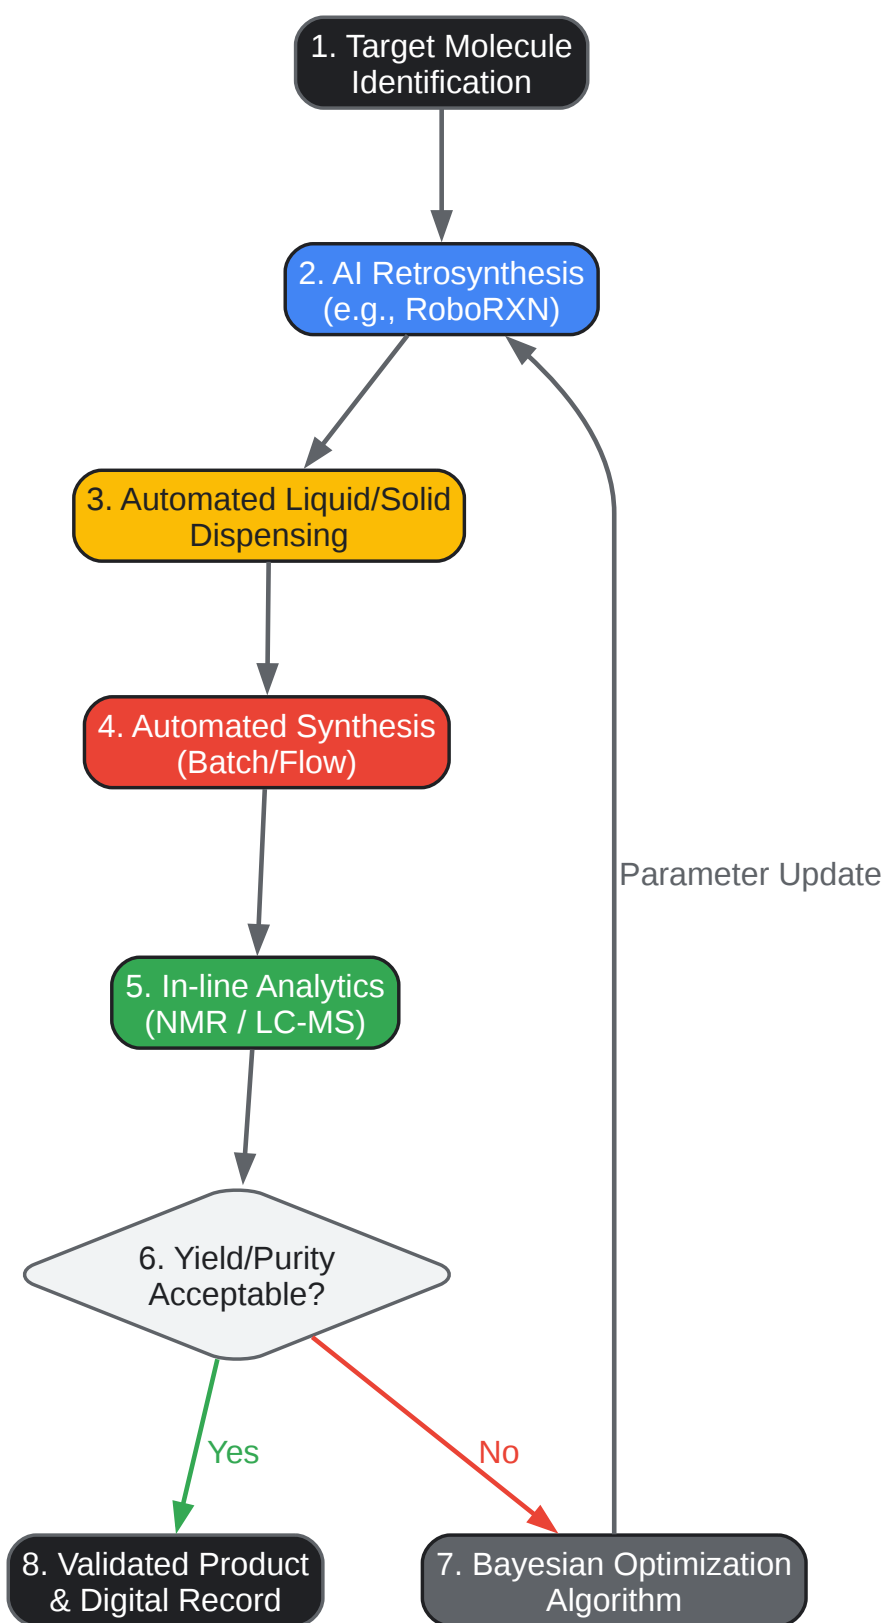 1. Target Molecule
Identification
2. AI Retrosynthesis
(e.g., RoboRXN)
3. Automated Liquid/Solid
Dispensing
4. Automated Synthesis
(Batch/Flow)
Parameter Update
5. In-line Analytics
(NMR / LC-MS)
6. Yield/Purity
Acceptable?
Yes
No
8. Validated Product
& Digital Record
7. Bayesian Optimization
Algorithm